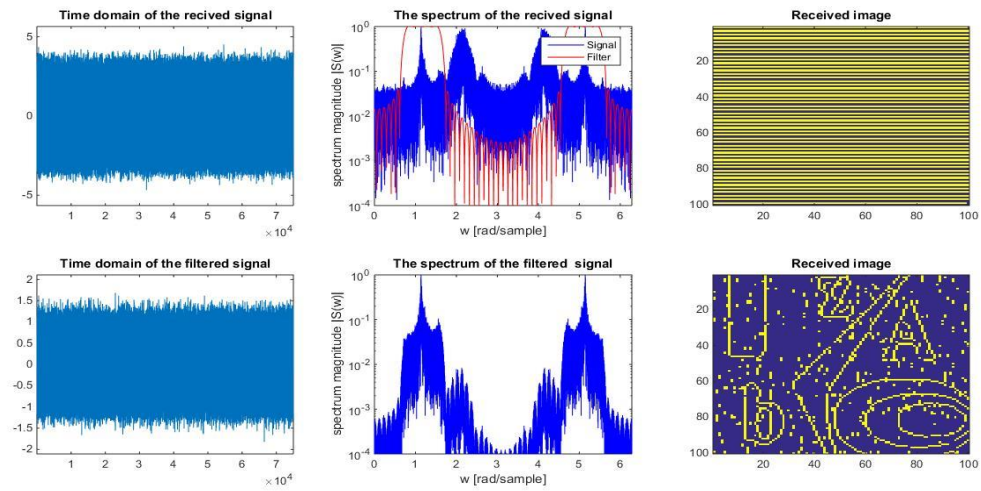 Time domain of the recived signal
5
0
-5
1 2 3 4 5 6 7
×10^4
The spectrum of the recived signal
spectrum magnitude |S(w)|
10^0
10^-1
10^-2
10^-3
10^-4
Signal
Filter
0 1 2 3 4 5 6
w [rad/sample]
Received image
20
40
60
80
100
20 40 60 80 100
Time domain of the filtered signal
2
1.5
1
0.5
0
-0.5
-1
-1.5
-2
1 2 3 4 5 6 7
×10^4
The spectrum of the filtered signal
spectrum magnitude |S(w)|
10^0
10^-1
10^-2
10^-3
10^-4
0 1 2 3 4 5 6
w [rad/sample]
Received image
20
40
60
80
100
20 40 60 80 100
A
b